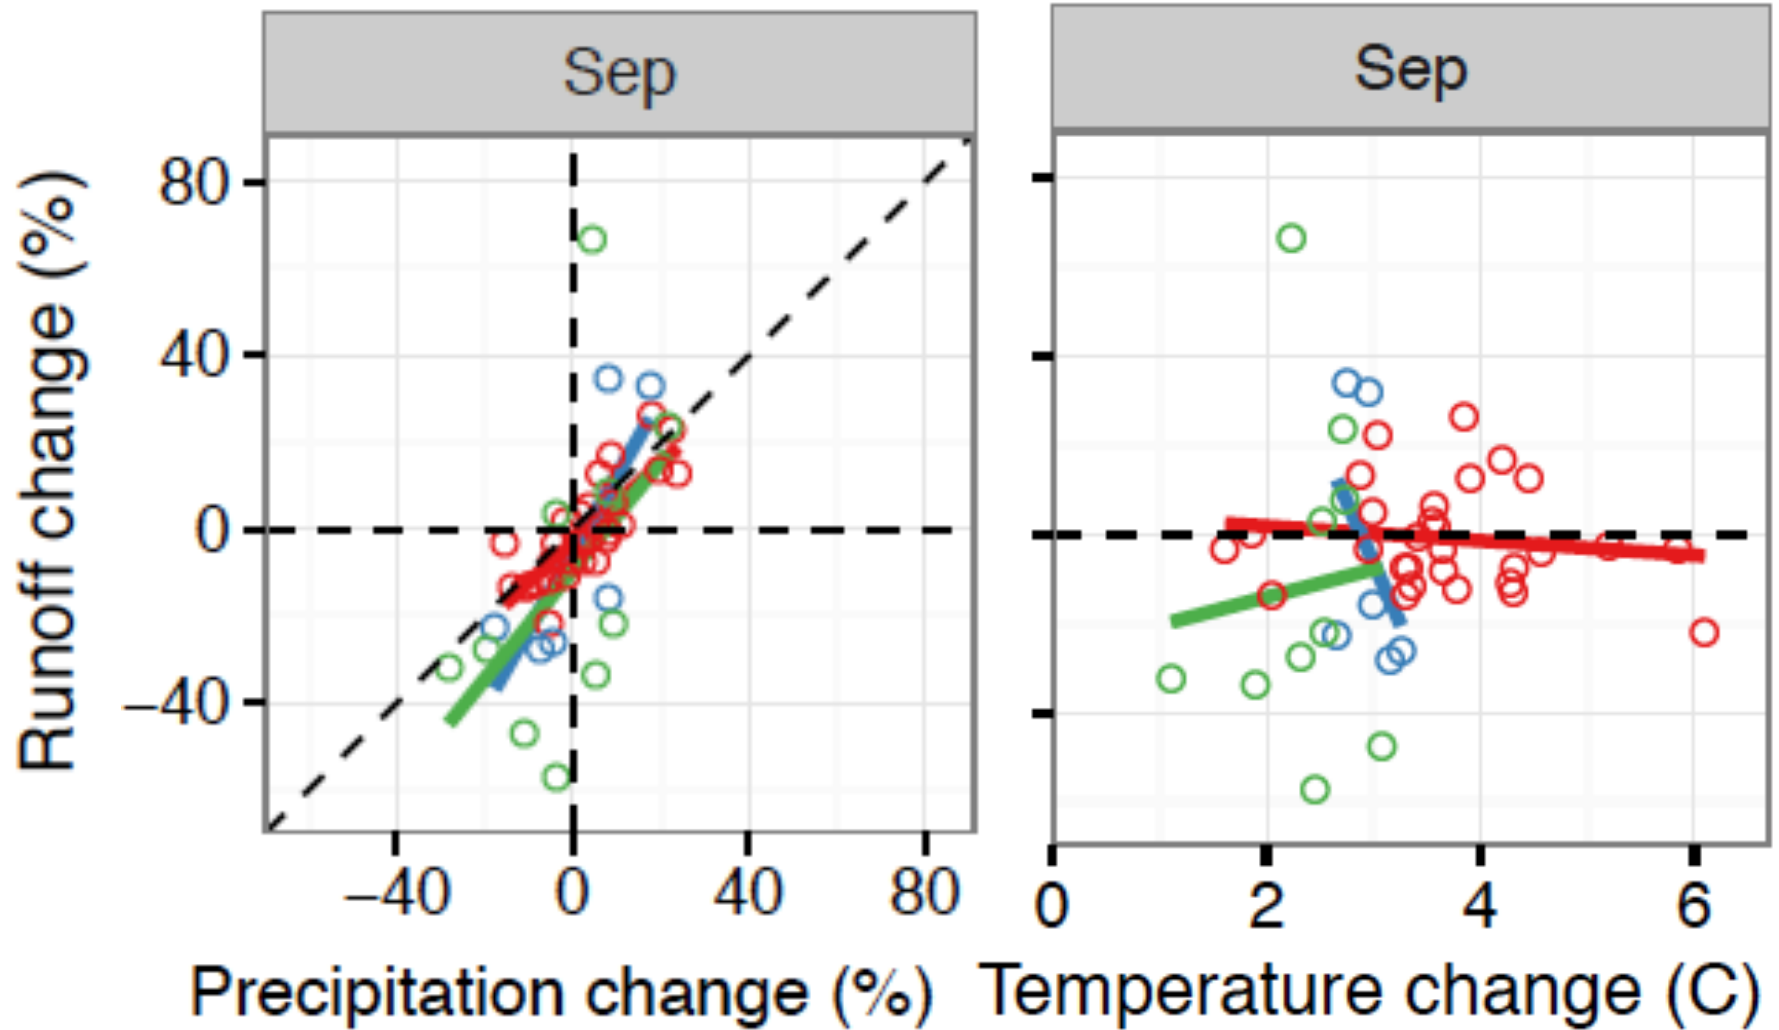 Sep
Sep
Runoff change (%)
80
40
0
−40
−40 0 40 80
0 2 4 6
Precipitation change (%)
Temperature change (C)